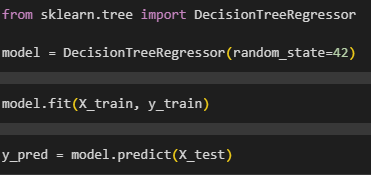 from sklearn.tree import DecisionTreeRegressor
model = DecisionTreeRegressor(random_state=42)
model.fit(X_train, y_train)
y_pred = model.predict(X_test)